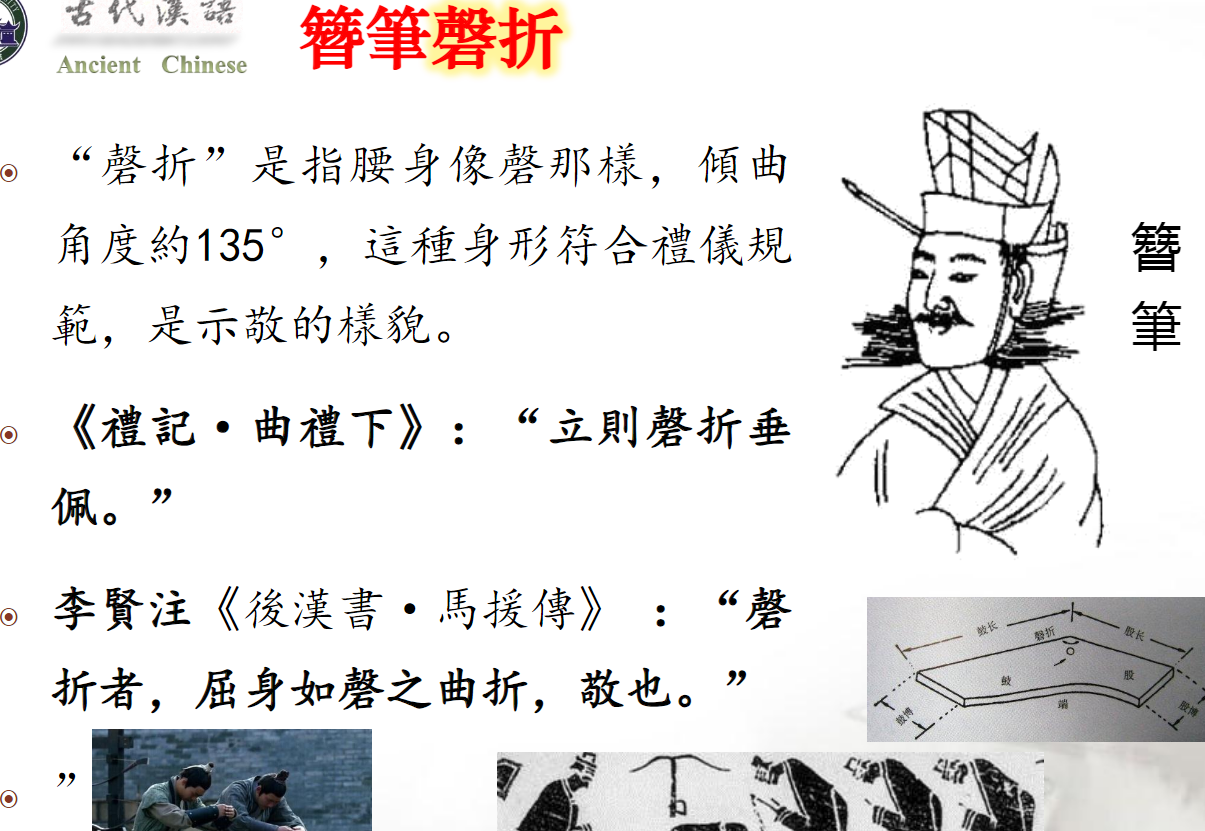 古代漢語
Ancient Chinese
簪筆磬折
“磬折”是指腰身像磬那樣，傾曲
角度約135°，這種身形符合禮儀規
範，是示敬的樣貌。
《禮記·曲禮下》：“立則磬折垂
佩。”
李賢注《後漢書·馬援傳》：“磬
折者，屈身如磬之曲折，敬也。”
”
簪
筆
鼓长
磬折
股长
鼓
股
端
鼓博
股博